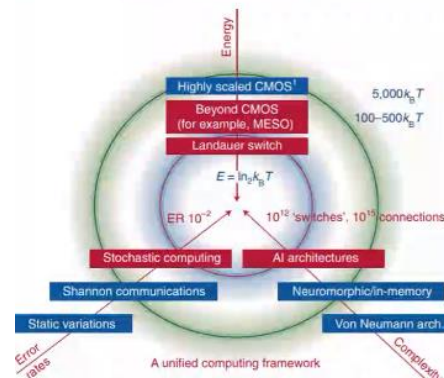 Energy
Highly scaled CMOS¹
5,000k_BT
Beyond CMOS
(for example, MESO)
100–500k_BT
Landauer switch
E = ln₂k_BT
ER 10⁻²
10¹² 'switches', 10¹⁵ connections
Stochastic computing
AI architectures
Shannon communications
Neuromorphic/in-memory
Static variations
Von Neumann arch.
Error
rates
A unified computing framework
Complexity